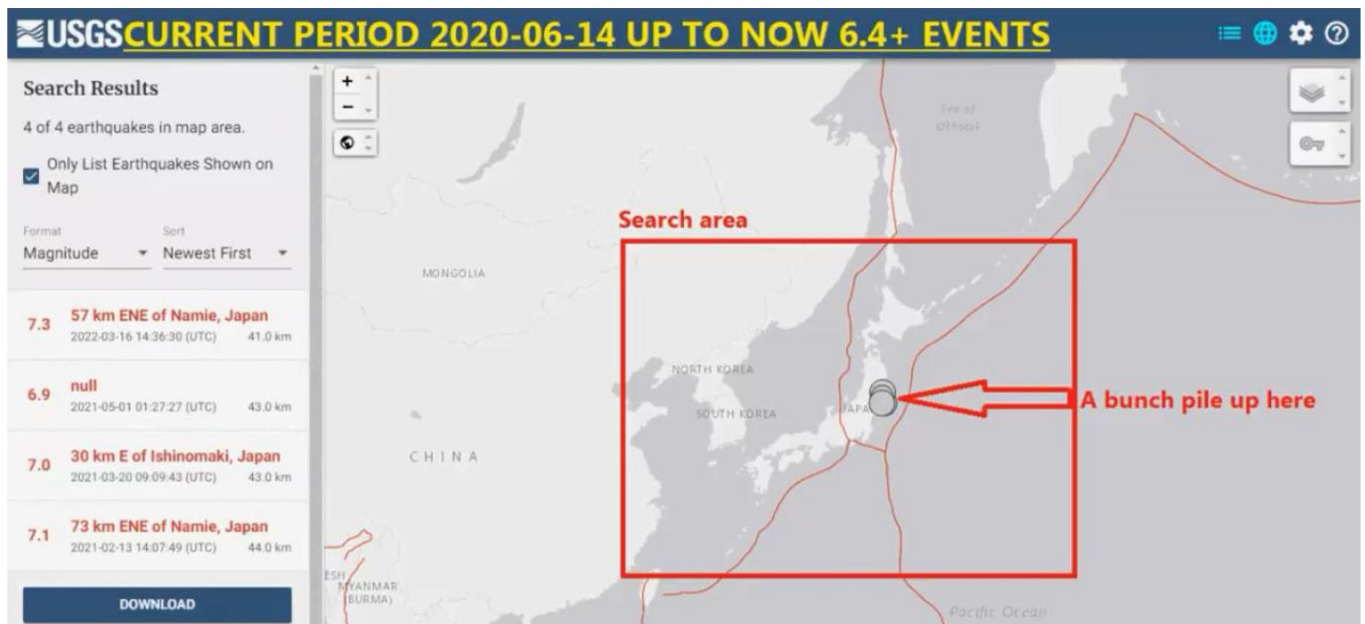 USGS CURRENT PERIOD 2020-06-14 UP TO NOW 6.4+ EVENTS
Search Results
4 of 4 earthquakes in map area.
Only List Earthquakes Shown on
Map
Format
Sort
Magnitude
Newest First
7.3
57 km ENE of Namie, Japan
2022-03-16 14:36:30 (UTC)
41.0 km
6.9
null
2021-05-01 01:27:27 (UTC)
43.0 km
7.0
30 km E of Ishinomaki, Japan
2021-03-20 09:09:43 (UTC)
43.0 km
7.1
73 km ENE of Namie, Japan
2021-02-13 14:07:49 (UTC)
44.0 km
DOWNLOAD
+
−
Sea of
Okhotsk
Search area
MONGOLIA
NORTH KOREA
SOUTH KOREA
JAPA
A bunch pile up here
CHINA
ESH
MYANMAR
(BURMA)
Pacific Ocean